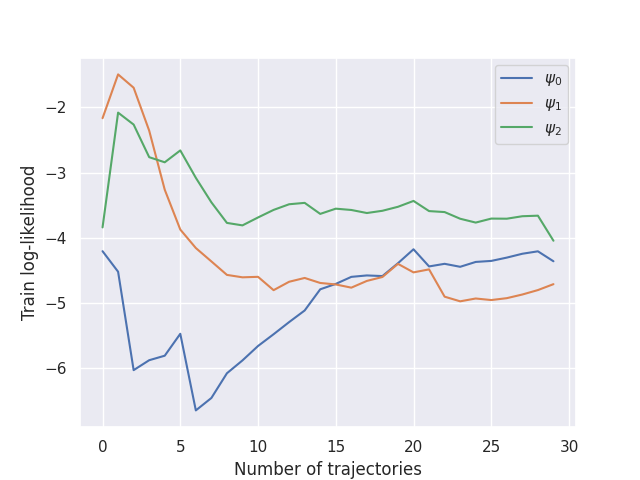 ψ₀
ψ₁
ψ₂
−2
−3
−4
−5
−6
Train log-likelihood
0 5 10 15 20 25 30
Number of trajectories